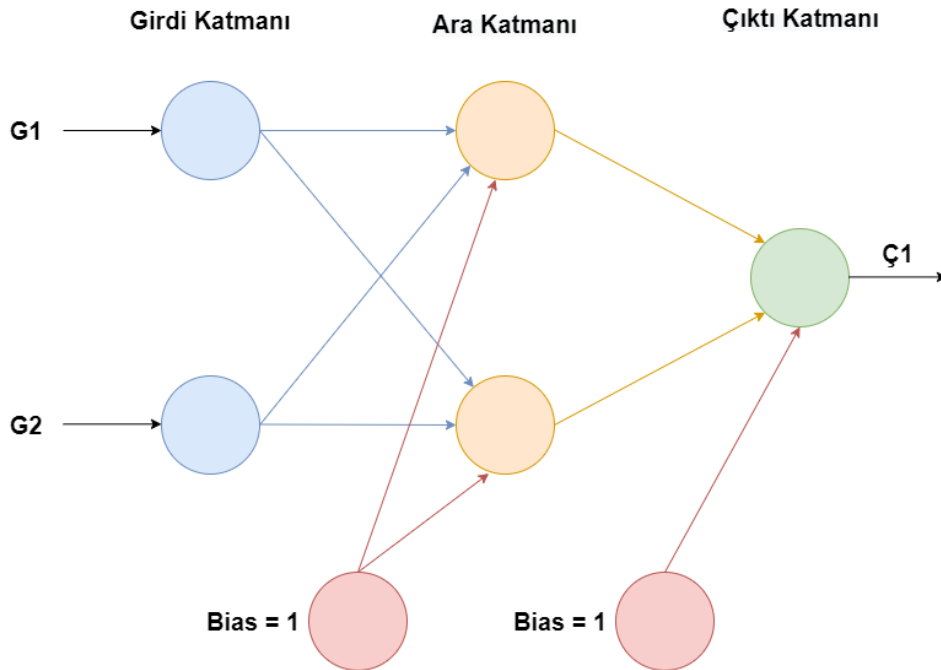 Girdi Katmanı
Ara Katmanı
Çıktı Katmanı
G1
Ç1
G2
Bias = 1
Bias = 1